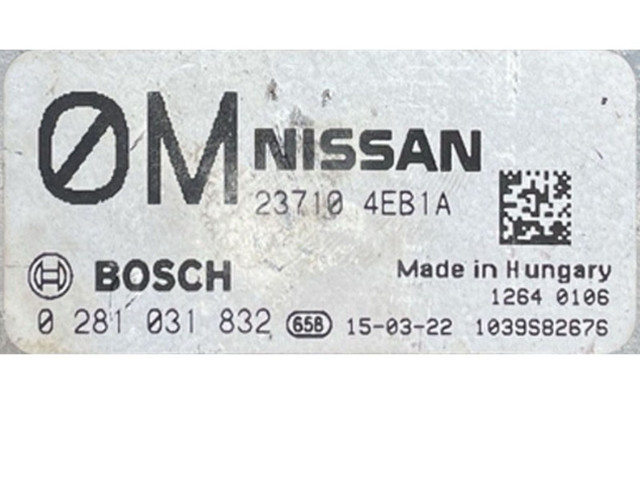 ØM NISSAN
23710 4EB1A
BOSCH Made in Hungary
1264 0106
0 281 031 832 658 15-03-22 1039S82676